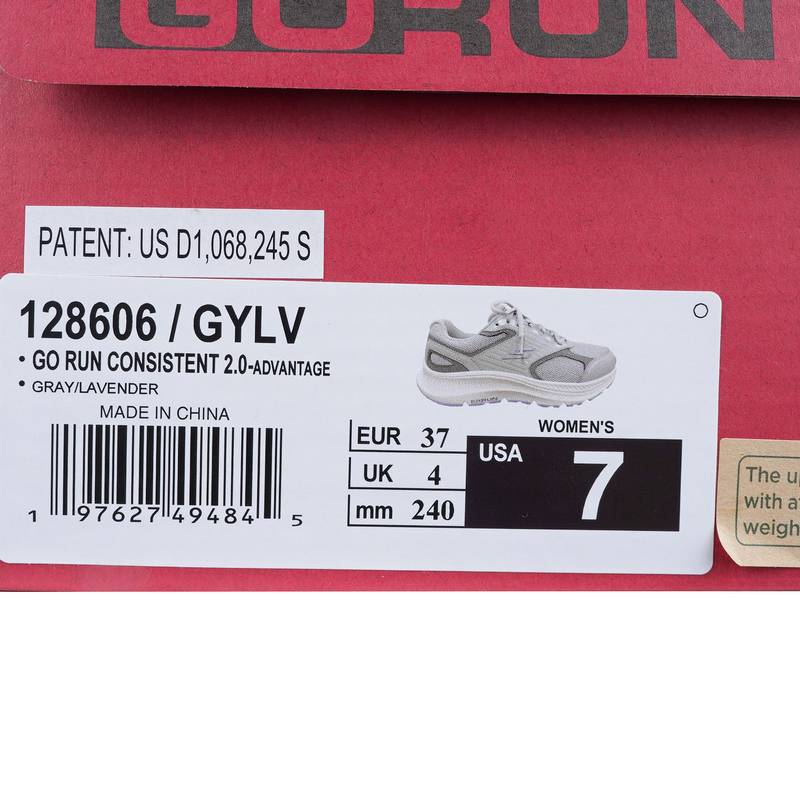 GORUN
PATENT: US D1,068,245 S
128606 / GYLV
• GO RUN CONSISTENT 2.0-ADVANTAGE
• GRAY/LAVENDER
MADE IN CHINA
1 97627 49484 5
EUR 37
UK 4
mm 240
WOMEN'S
USA 7
The
with
weigh